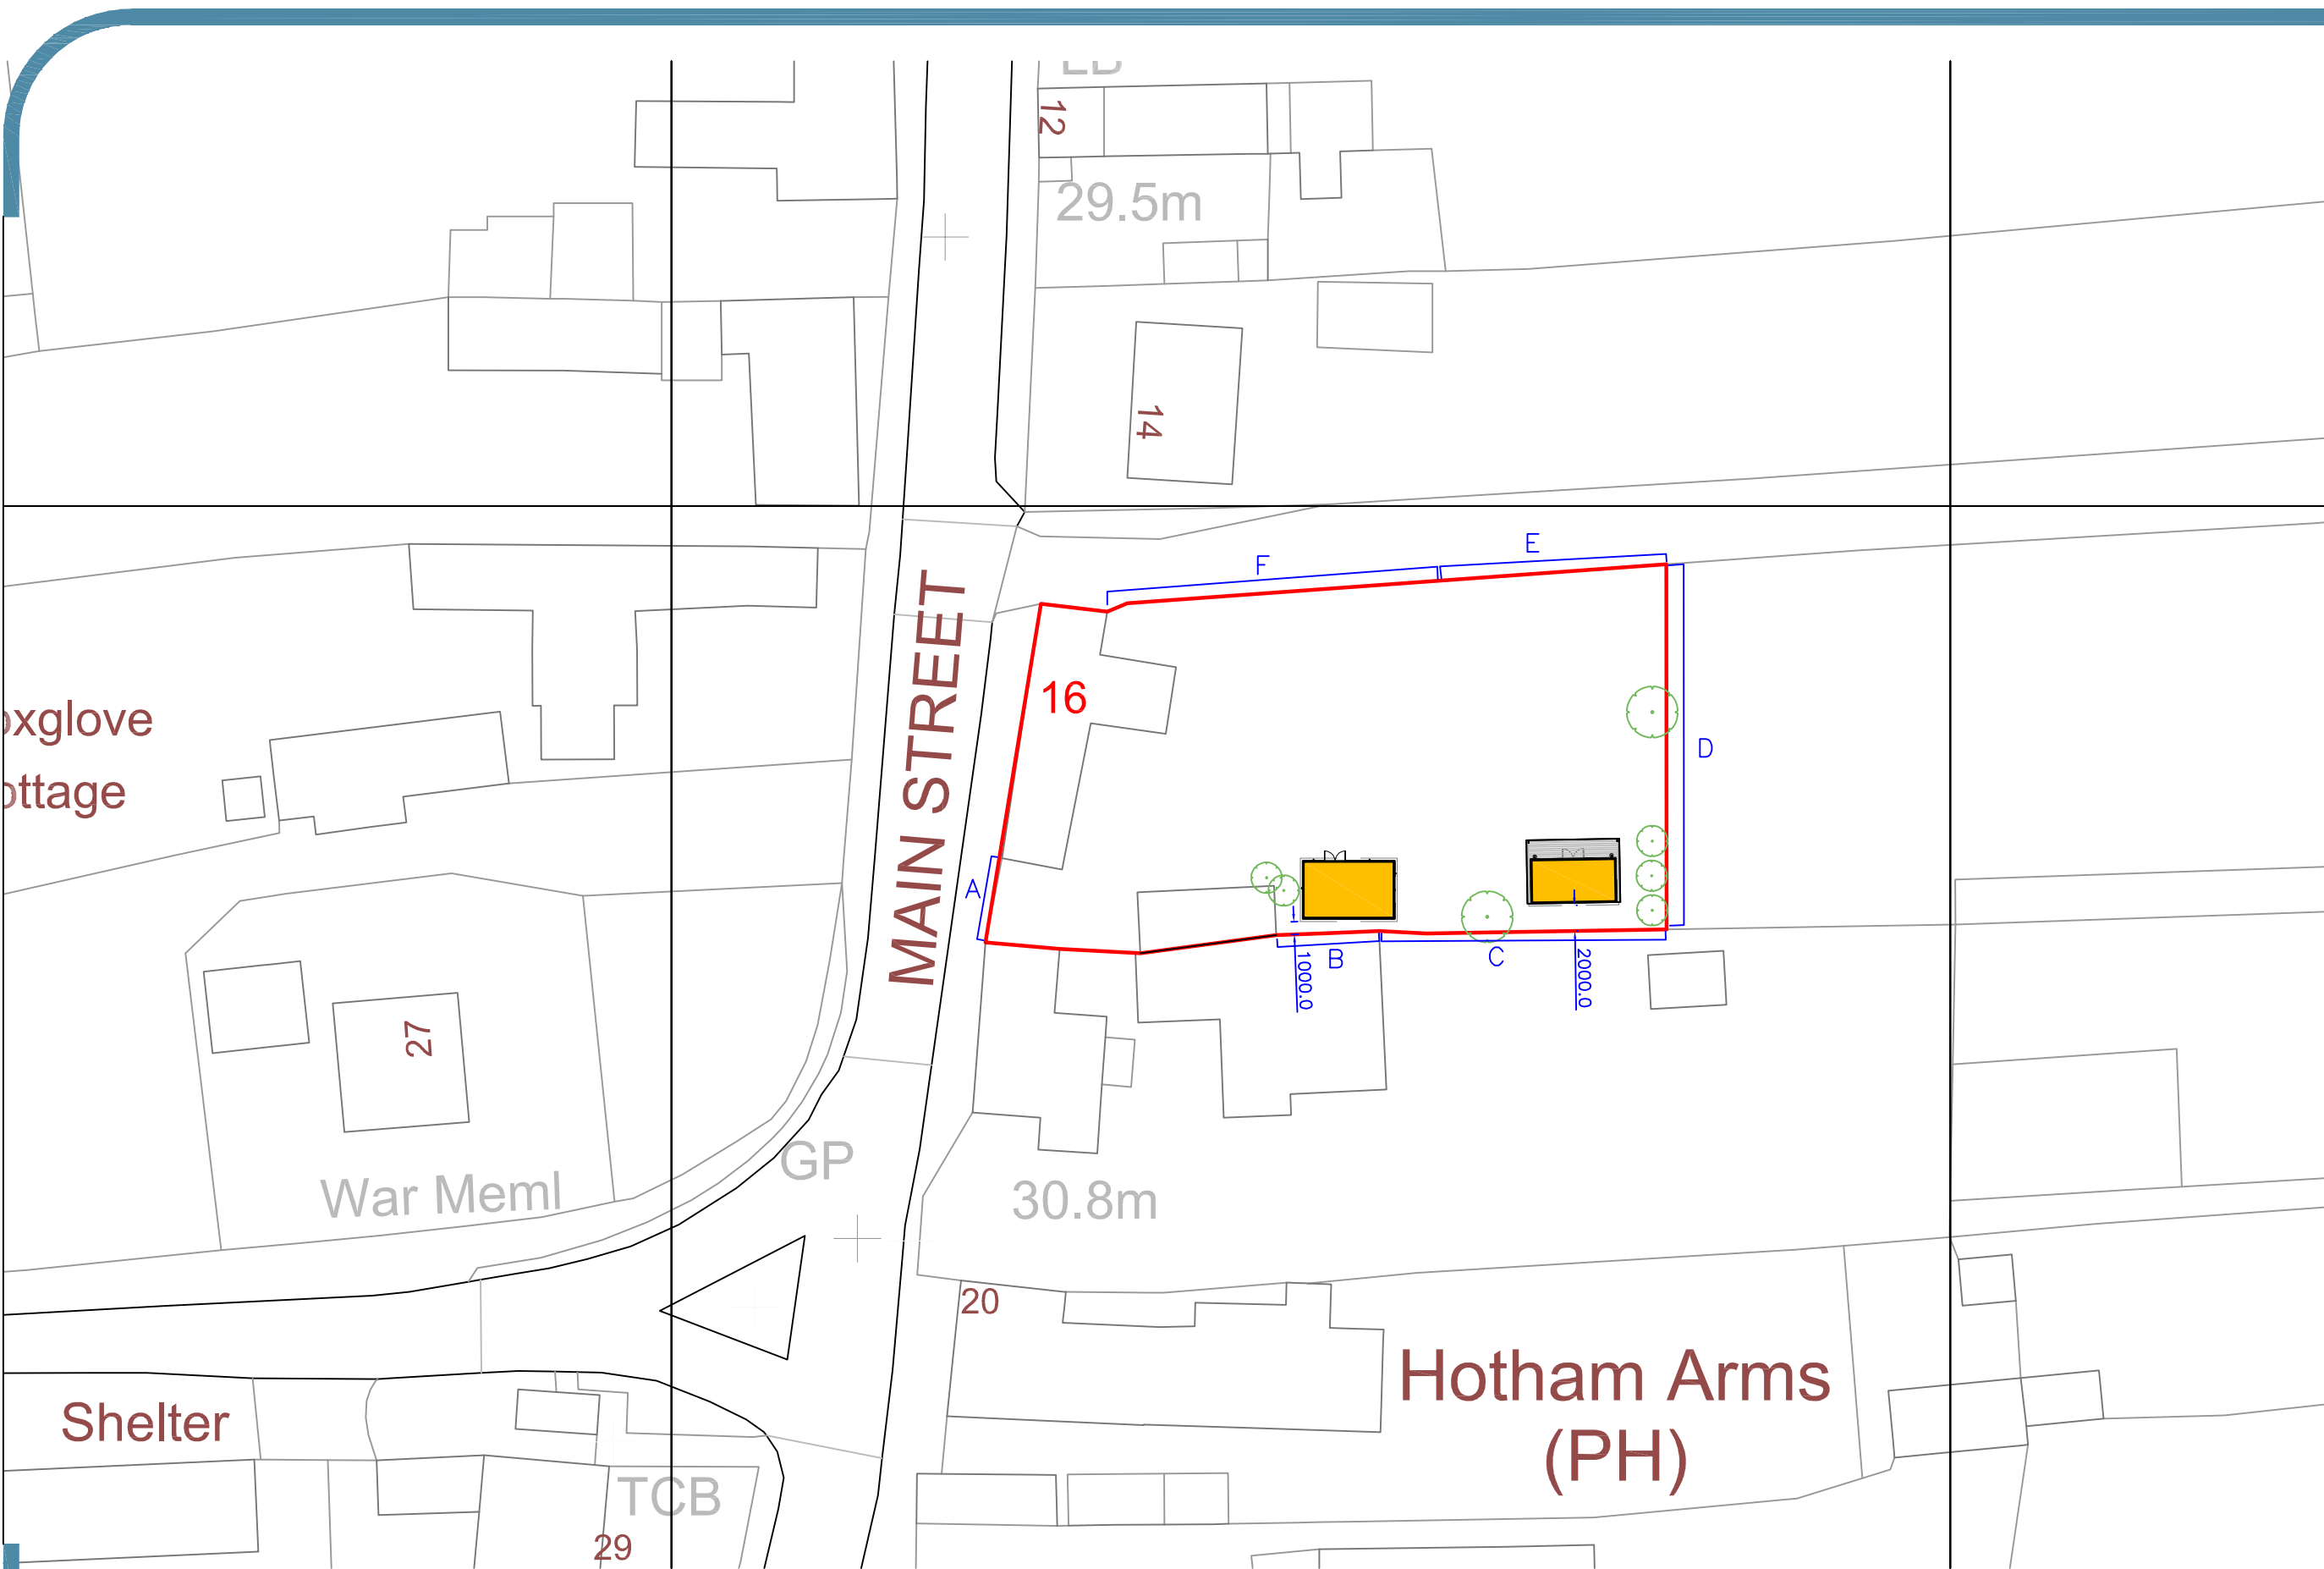 12
29.5m
14
E
F
MAIN STREET
16
D
oxglove
ottage
A
B
C
1000.0
2000.0
27
GP
War Meml
30.8m
20
Hotham Arms
(PH)
Shelter
TCB
29